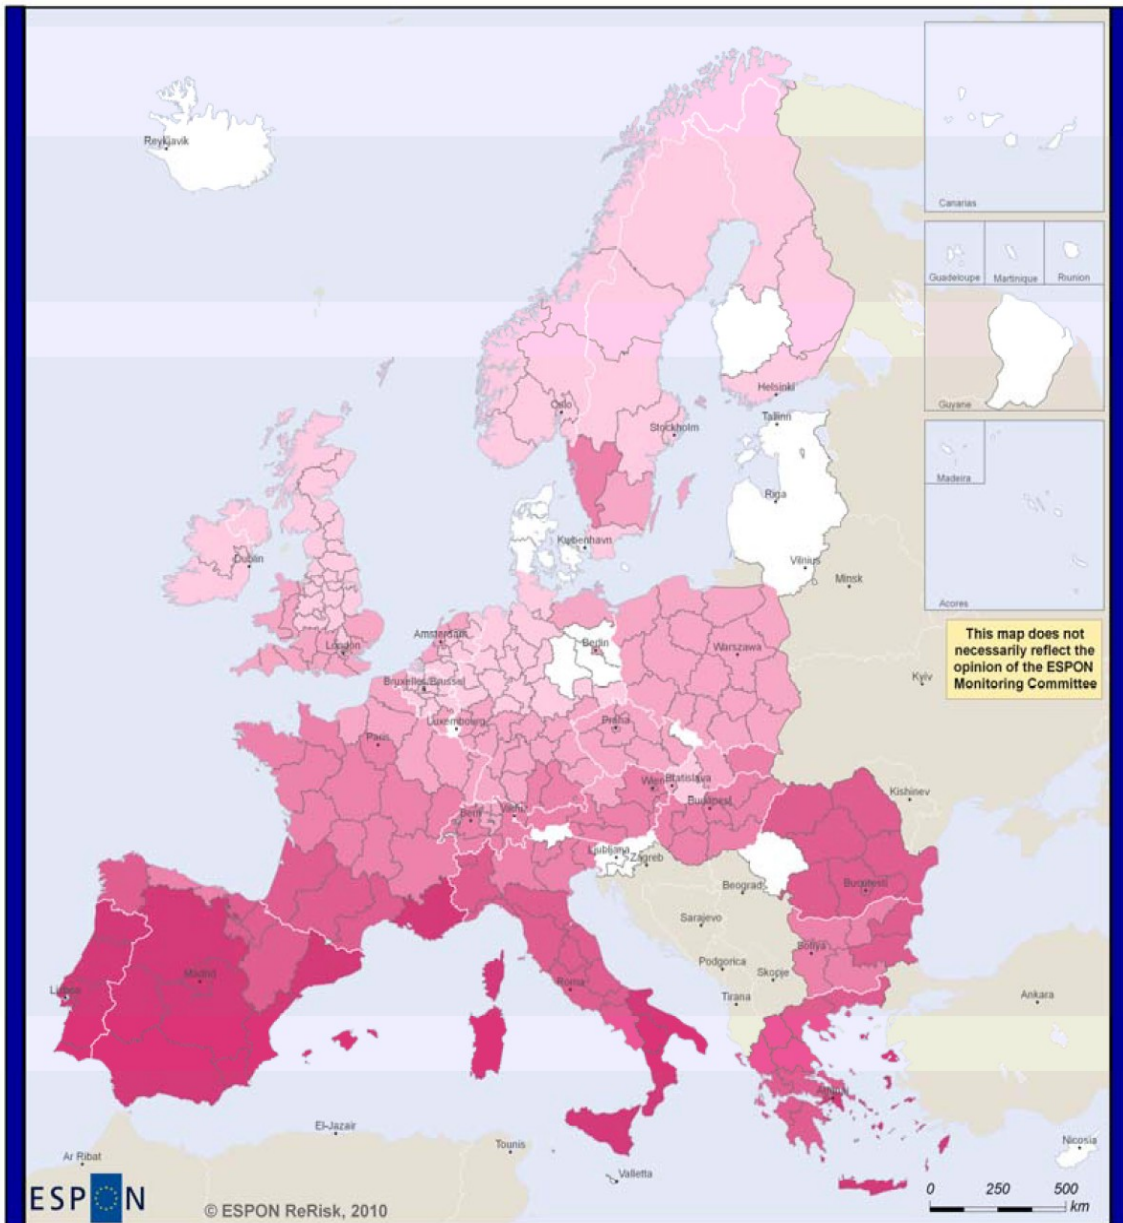 Reykjavik
Canarias
Guadeloupe
Martinique
Rxunion
Guyane
Madeira
Acores
Oslo
Stockholm
Helsinki
Tallinn
Riga
Vilnius
Minsk
Dublin
København
London
Amsterdam
Berlin
Warszawa
Bruxelles/Brussel
Luxembourg
Kyiv
This map does not
necessarily reflect the
opinion of the ESPON
Monitoring Committee
Paris
Praha
Wien
Bratislava
Budapest
Kishinev
Bern
Ljubljana
Zagreb
Beograd
Bucuresti
Sarajevo
Sofiya
Podgorica
Skopje
Tirana
Ankara
Madrid
Lisboa
Roma
Athinai
El-Jazair
Tounis
Ar Ribat
Valletta
Nicosia
ESPON
© ESPON ReRisk, 2010
0 250 500
km